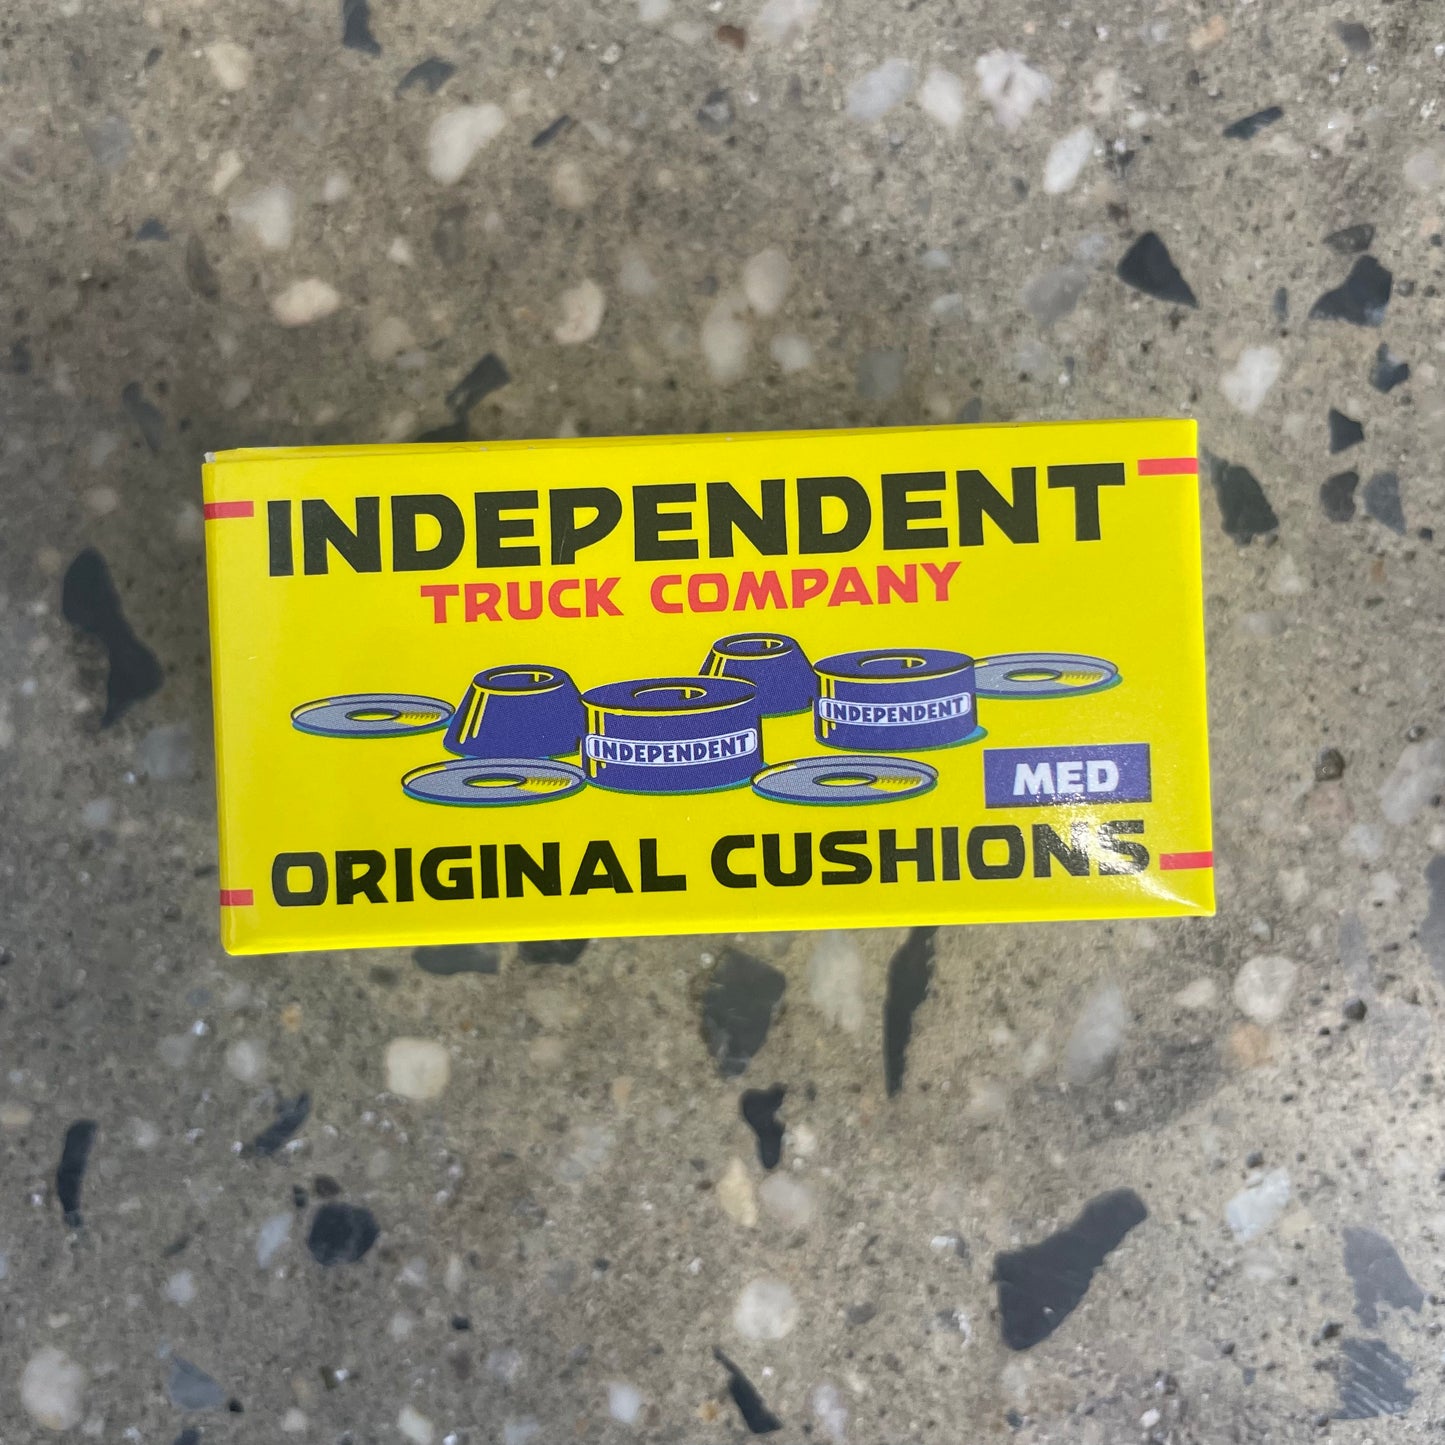 INDEPENDENT
TRUCK COMPANY
INDEPENDENT
INDEPENDENT
MED
ORIGINAL CUSHIONS